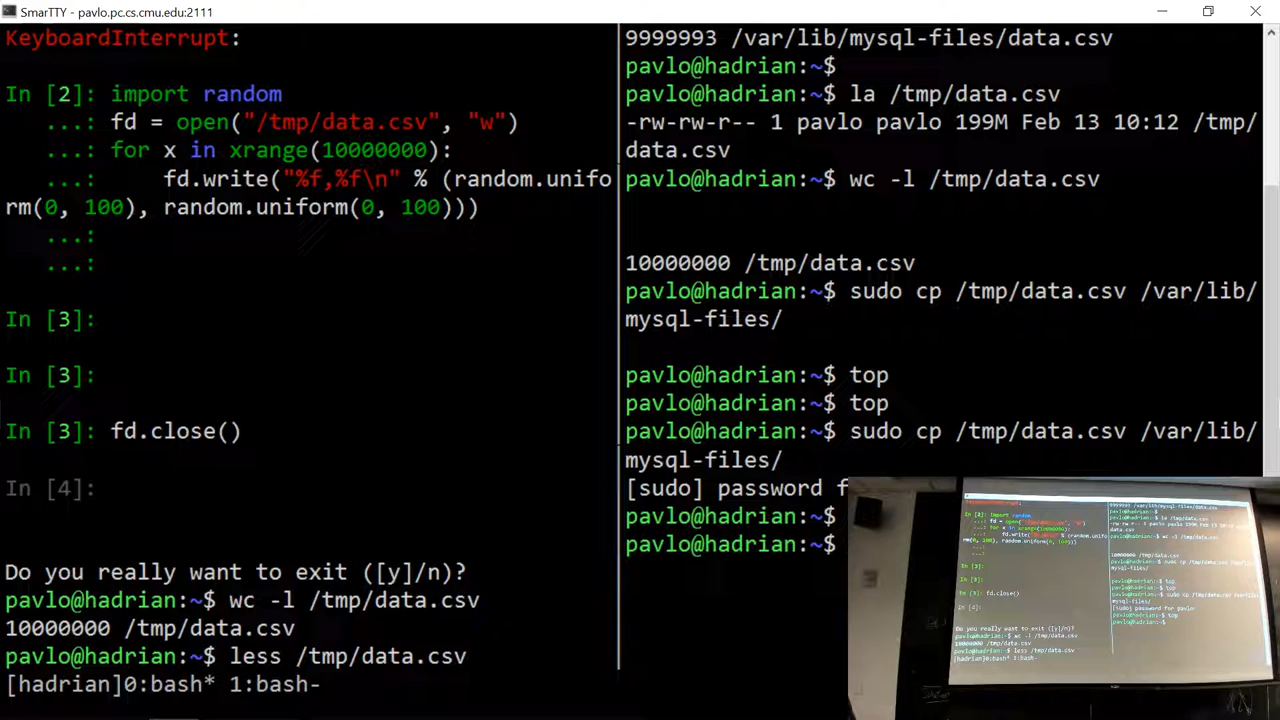 SmarTTY - pavlo.pc.cs.cmu.edu:2111
KeyboardInterrupt:
In [2]: import random
   ...: fd = open("/tmp/data.csv", "w")
   ...: for x in xrange(10000000):
   ...:     fd.write("%f,%f\n" % (random.unifo
rm(0, 100), random.uniform(0, 100)))
   ...:
   ...:
In [3]:
In [3]:
In [3]: fd.close()
In [4]:
Do you really want to exit ([y]/n)?
pavlo@hadrian:~$ wc -l /tmp/data.csv
10000000 /tmp/data.csv
pavlo@hadrian:~$ less /tmp/data.csv
[hadrian]0:bash* 1:bash-
9999993 /var/lib/mysql-files/data.csv
pavlo@hadrian:~$
pavlo@hadrian:~$ la /tmp/data.csv
-rw-rw-r-- 1 pavlo pavlo 199M Feb 13 10:12 /tmp/
data.csv
pavlo@hadrian:~$ wc -l /tmp/data.csv
10000000 /tmp/data.csv
pavlo@hadrian:~$ sudo cp /tmp/data.csv /var/lib/
mysql-files/
pavlo@hadrian:~$ top
pavlo@hadrian:~$ top
pavlo@hadrian:~$ sudo cp /tmp/data.csv /var/lib/
mysql-files/
[sudo] password f
pavlo@hadrian:~$
pavlo@hadrian:~$